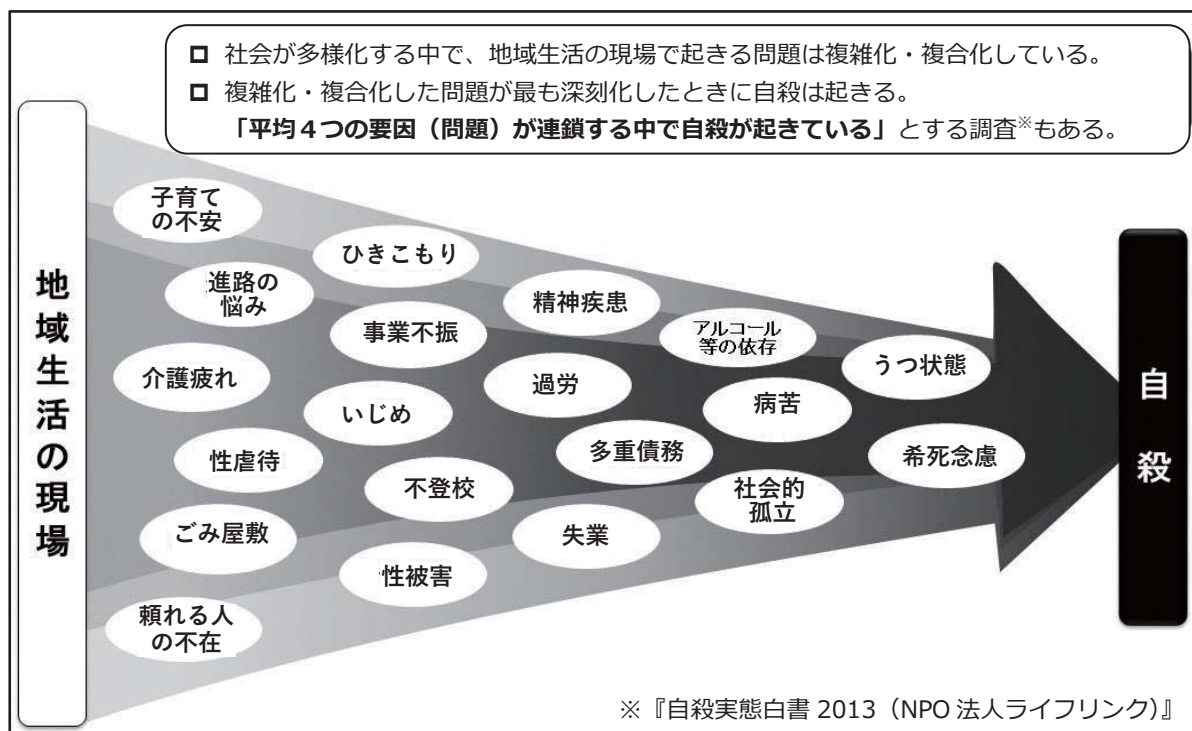 □ 社会が多様化する中で、地域生活の現場で起きる問題は複雑化・複合化している。
□ 複雑化・複合化した問題が最も深刻化したときに自殺は起きる。
「平均４つの要因（問題）が連鎖する中で自殺が起きている」とする調査※もある。
地域生活の現場
子育て
の不安
ひきこもり
進路の
悩み
精神疾患
事業不振
アルコール
等の依存
うつ状態
介護疲れ
過労
いじめ
病苦
性虐待
多重債務
希死念慮
不登校
社会的
孤立
ごみ屋敷
失業
性被害
頼れる人
の不在
自殺
※『自殺実態白書 2013（NPO 法人ライフリンク）』